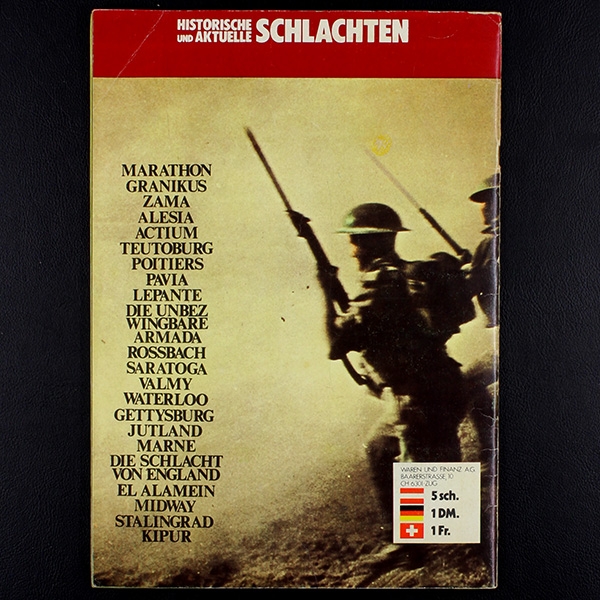 HISTORISCHE
UND AKTUELLE SCHLACHTEN
MARATHON
GRANIKUS
ZAMA
ALESIA
ACTIUM
TEUTOBURG
POITIERS
PAVIA
LEPANTE
DIE UNBEZ
WINGBARE
ARMADA
ROSSBACH
SARATOGA
VALMY
WATERLOO
GETTYSBURG
JUTLAND
MARNE
DIE SCHLACHT
VON ENGLAND
EL ALAMEIN
MIDWAY
STALINGRAD
KIPUR
WAREN UND FINANZ A.G.
BAARERSTRASSE, 10
CH 6301 ZUG
5 sch.
1 DM.
1 Fr.